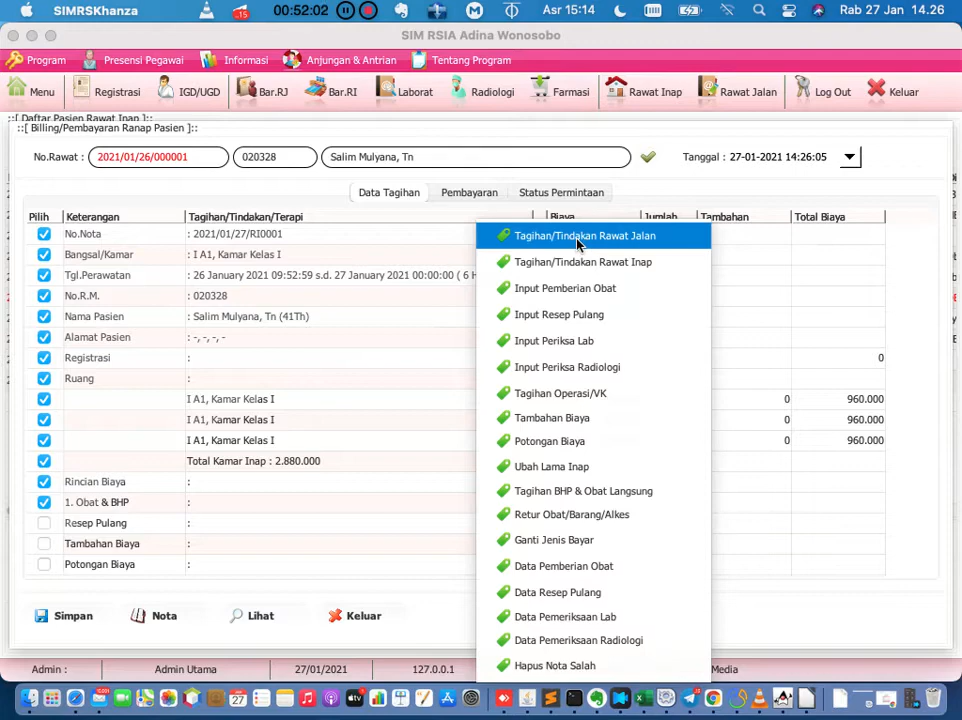 SIMRSKhanza 15 00:52:02 Asr 15:14 Rab 27 Jan 14.26
SIM RSIA Adina Wonosobo
Program Presensi Pegawai Informasi Anjungan & Antrian Tentang Program
Menu Registrasi IGD/UGD Bar.RJ Bar.RI Laborat Radiologi Farmasi Rawat Inap Rawat Jalan Log Out Keluar
::[ Daftar Pasien Rawat Inap ]::
::[ Billing/Pembayaran Ranap Pasien ]::
No.Rawat : 2021/01/26/000001 020328 Salim Mulyana, Tn Tanggal : 27-01-2021 14:26:05
Data Tagihan Pembayaran Status Permintaan
Pilih Keterangan Tagihan/Tindakan/Terapi Biaya Jumlah Tambahan Total Biaya
No.Nota : 2021/01/27/RI0001
Bangsal/Kamar : I A1, Kamar Kelas I
Tgl.Perawatan : 26 January 2021 09:52:59 s.d. 27 January 2021 00:00:00 ( 6 H
No.R.M. : 020328
Nama Pasien : Salim Mulyana, Tn (41Th)
Alamat Pasien : -, -, -, -
Registrasi : 0
Ruang :
I A1, Kamar Kelas I 0 960.000
I A1, Kamar Kelas I 0 960.000
I A1, Kamar Kelas I 0 960.000
Total Kamar Inap : 2.880.000
Rincian Biaya :
1. Obat & BHP :
Resep Pulang :
Tambahan Biaya :
Potongan Biaya :
Tagihan/Tindakan Rawat Jalan
Tagihan/Tindakan Rawat Inap
Input Pemberian Obat
Input Resep Pulang
Input Periksa Lab
Input Periksa Radiologi
Tagihan Operasi/VK
Tambahan Biaya
Potongan Biaya
Ubah Lama Inap
Tagihan BHP & Obat Langsung
Retur Obat/Barang/Alkes
Ganti Jenis Bayar
Data Pemberian Obat
Data Resep Pulang
Data Pemeriksaan Lab
Data Pemeriksaan Radiologi
Hapus Nota Salah
Simpan Nota Lihat Keluar
Admin : Admin Utama 27/01/2021 127.0.0.1 Media